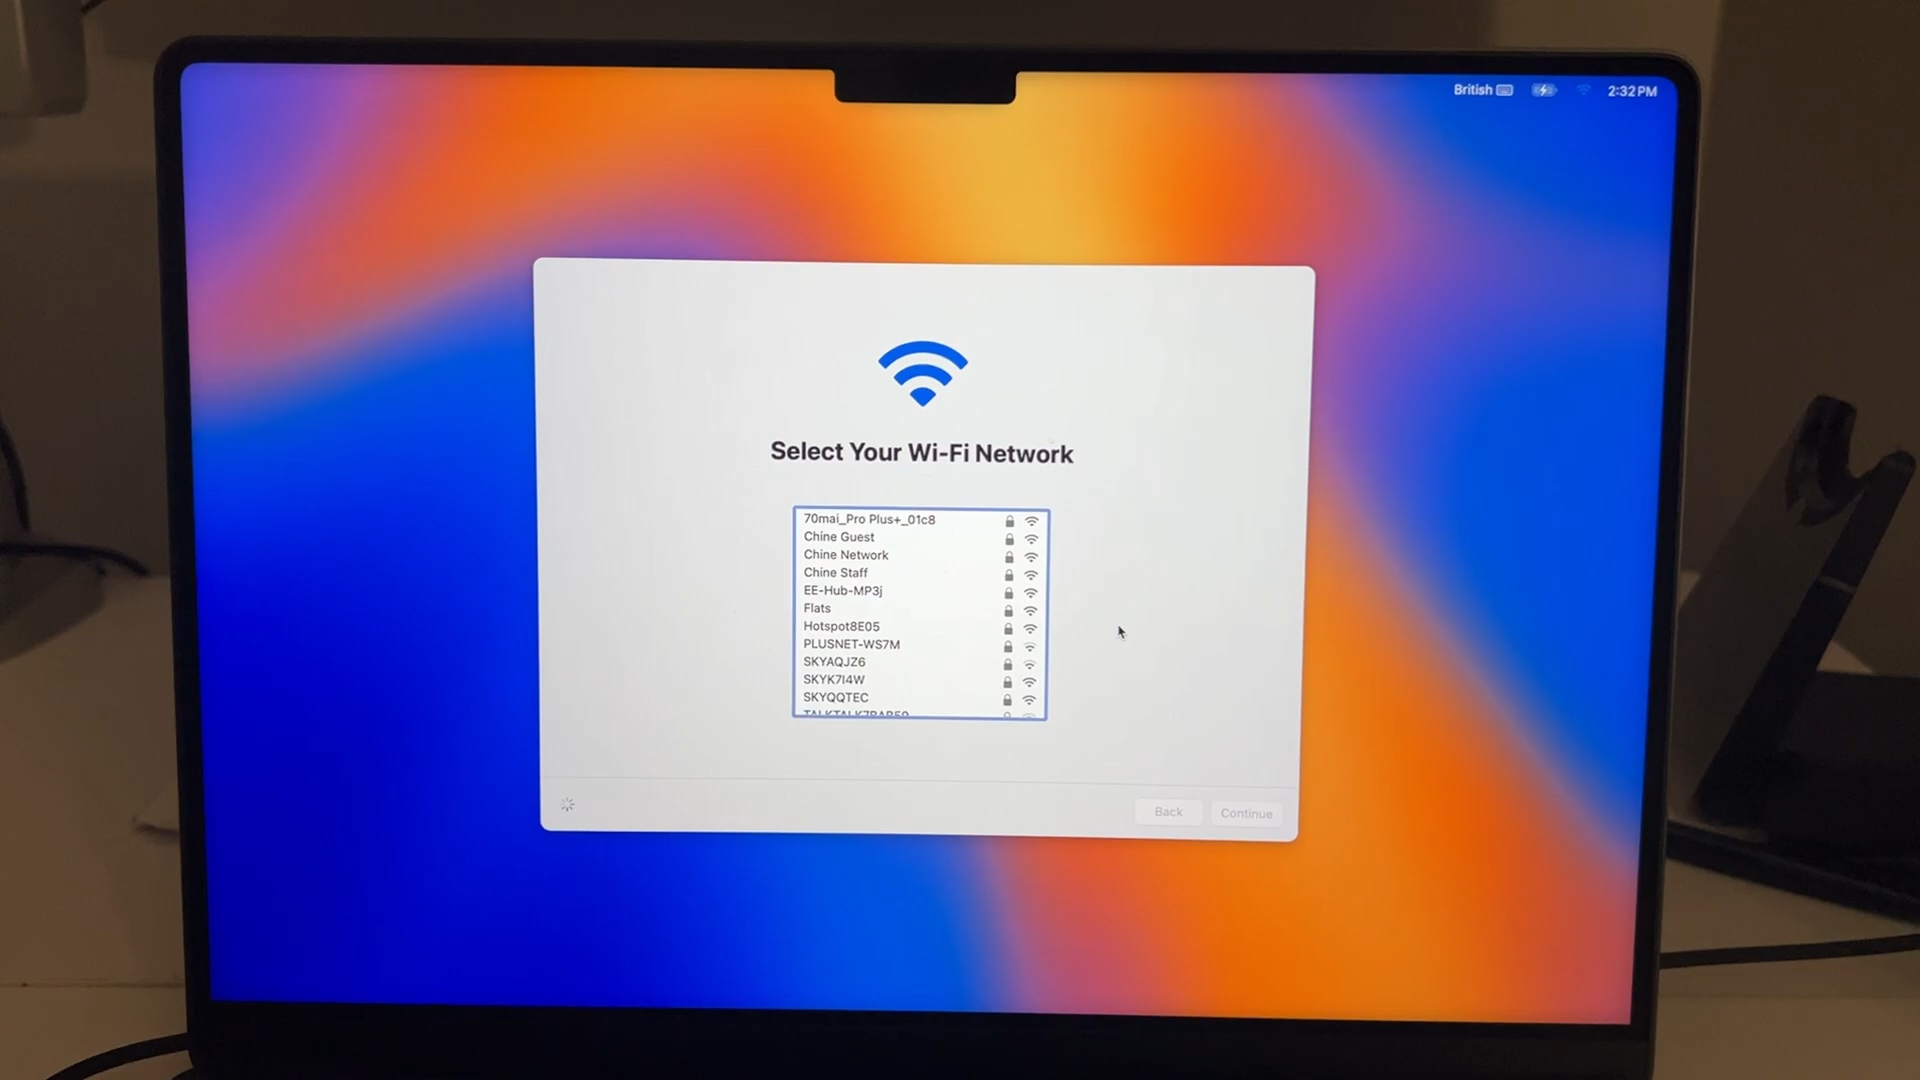 British 2:32 PM
Select Your Wi-Fi Network
70mai_Pro Plus+_01c8
Chine Guest
Chine Network
Chine Staff
EE-Hub-MP3j
Flats
Hotspot8E05
PLUSNET-WS7M
SKYAQJZ6
SKYK7I4W
SKYQQTEC
Back
Continue